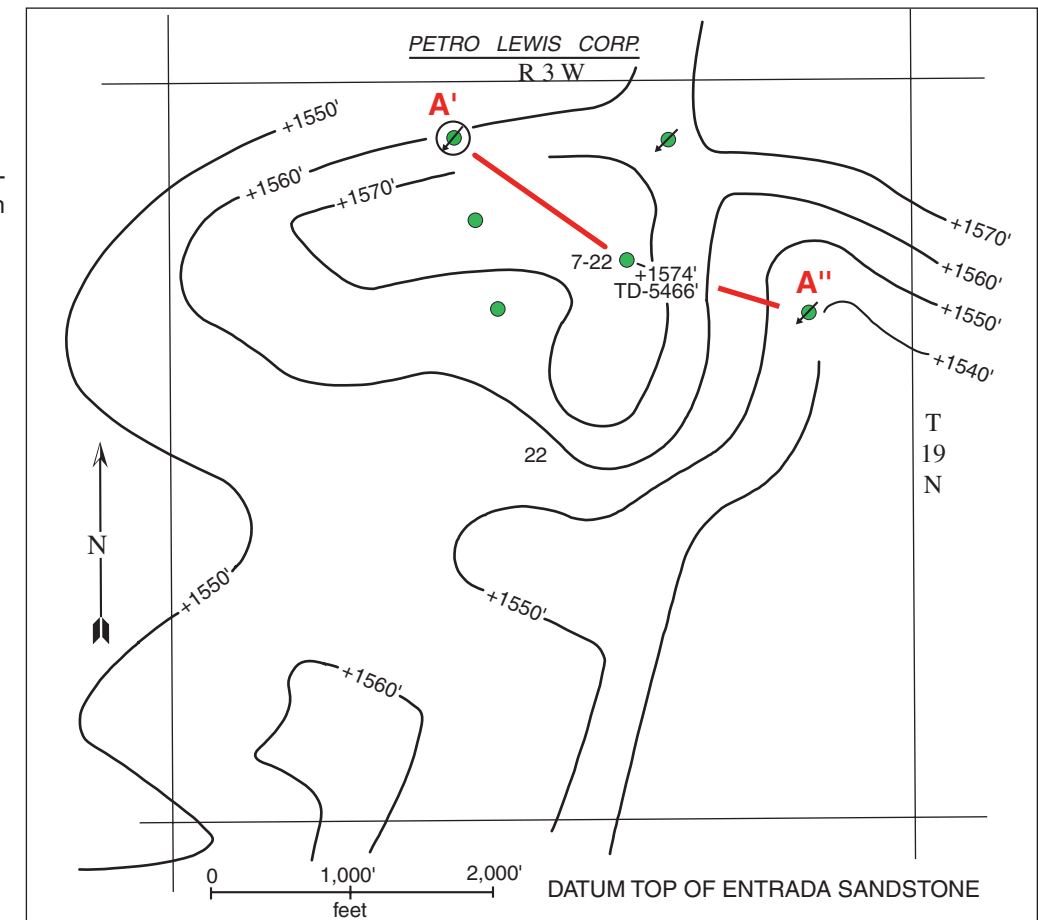 PETRO LEWIS CORP.
R 3 W
A'
+1550'
+1560'
+1570'
7-22
+1574'
TD-5466'
A''
+1570'
+1560'
+1550'
+1540'
T
19
N
22
N
+1550'
+1550'
+1560'
0 1,000' 2,000'
feet
DATUM TOP OF ENTRADA SANDSTONE